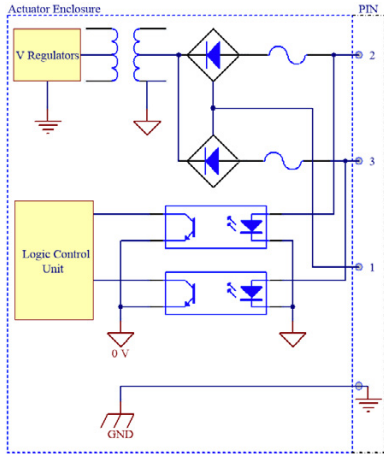 Actuator Enclosure
PIN
V Regulators
2
3
Logic Control
Unit
1
0 V
GND